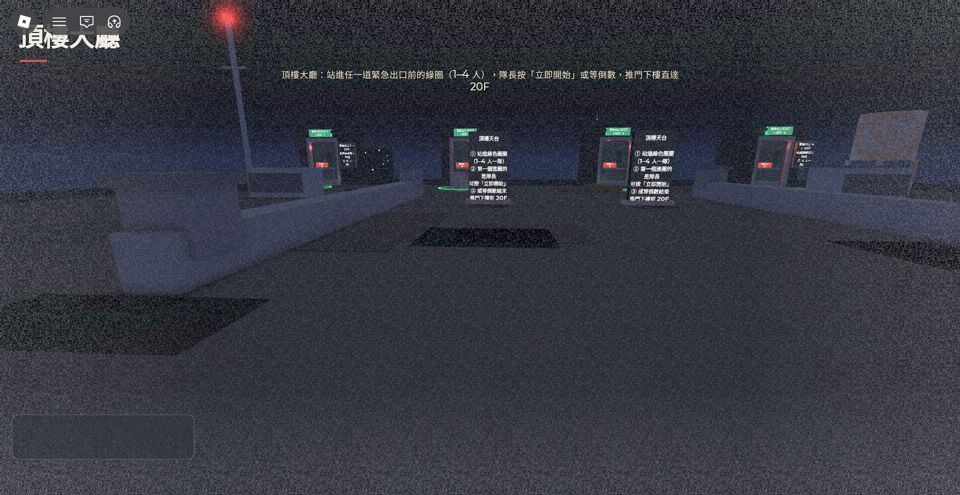 頂樓大廳
頂樓大廳：站進任一道緊急出口前的綠圈（1–4 人），隊長按「立即開始」或等倒數，推門下樓直達
20F
頂樓天台
① 站進綠色圈圈
（1–4 人一隊）
② 第一個進圈的
是隊長
可按「立即開始」
③ 或等倒數結束
推門下樓到 20F
頂樓天台
① 站進綠色圈圈
（1–4 人一隊）
② 第一個進圈的
是隊長
可按「立即開始」
③ 或等倒數結束
推門下樓到 20F